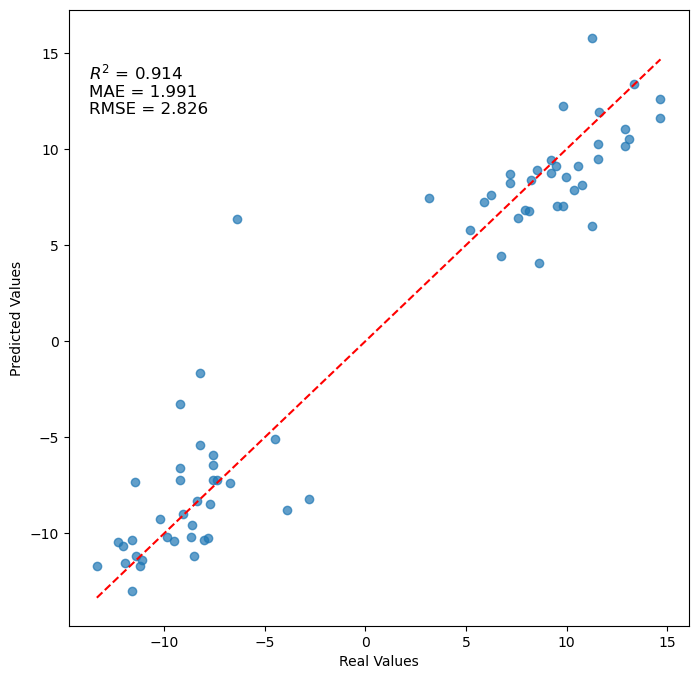 R² = 0.914
MAE = 1.991
RMSE = 2.826
15
10
5
0
−5
−10
Predicted Values
−10 −5 0 5 10 15
Real Values